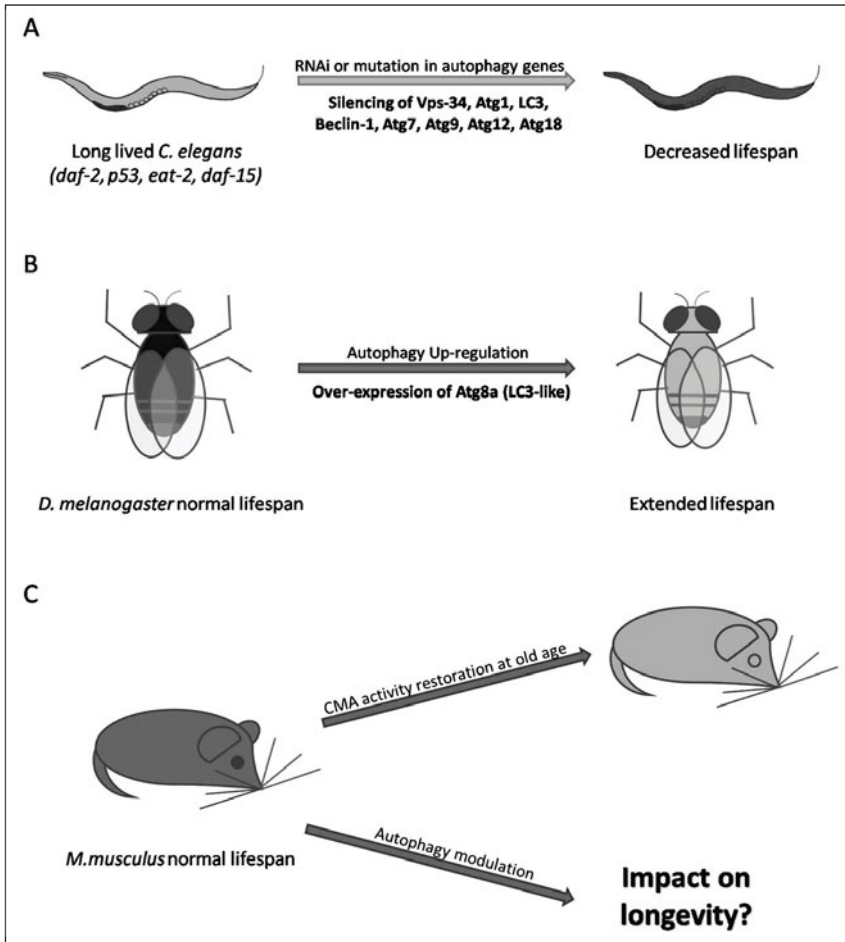 A
RNAi or mutation in autophagy genes
Silencing of Vps-34, Atg1, LC3,
Beclin-1, Atg7, Atg9, Atg12, Atg18
Long lived C. elegans
(daf-2, p53, eat-2, daf-15)
Decreased lifespan
B
Autophagy Up-regulation
Over-expression of Atg8a (LC3-like)
D. melanogaster normal lifespan
Extended lifespan
C
CMA activity restoration at old age
M.musculus normal lifespan
Autophagy modulation
Impact on
longevity?